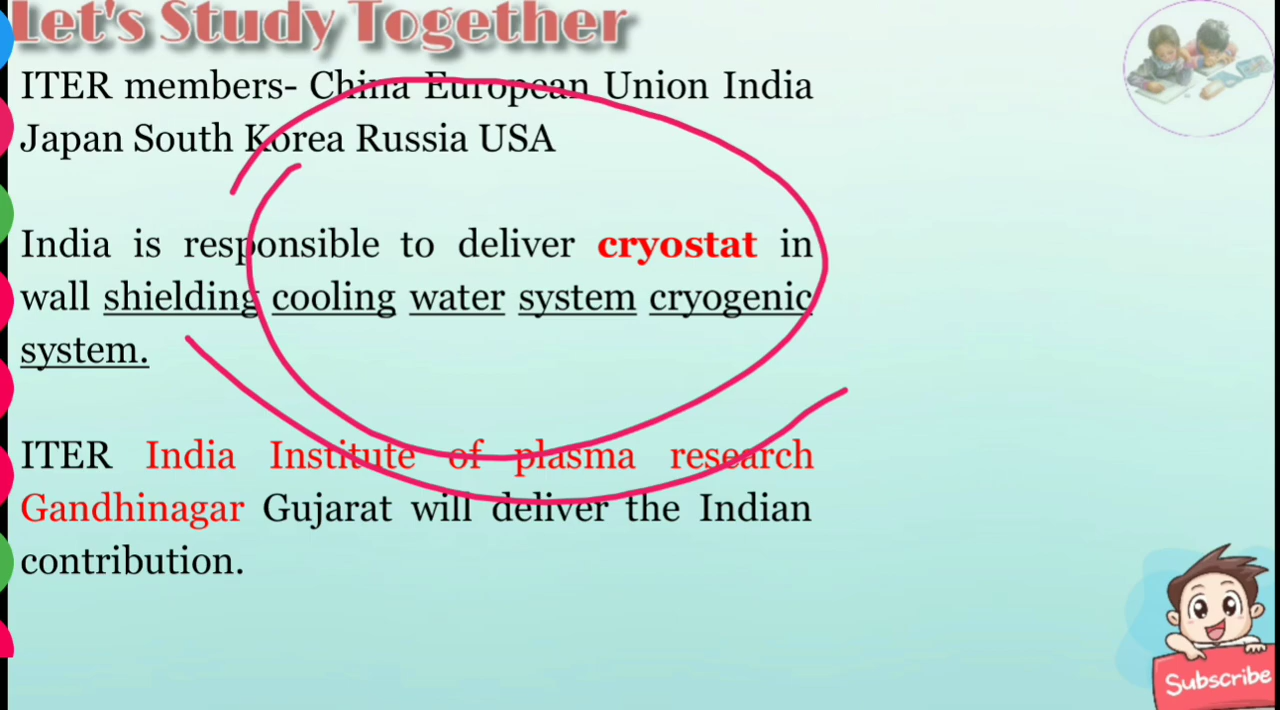 Let's Study Together
ITER members- China European Union India
Japan South Korea Russia USA
India is responsible to deliver cryostat in
wall shielding cooling water system cryogenic
system.
ITER India Institute of plasma research
Gandhinagar Gujarat will deliver the Indian
contribution.
Subscribe